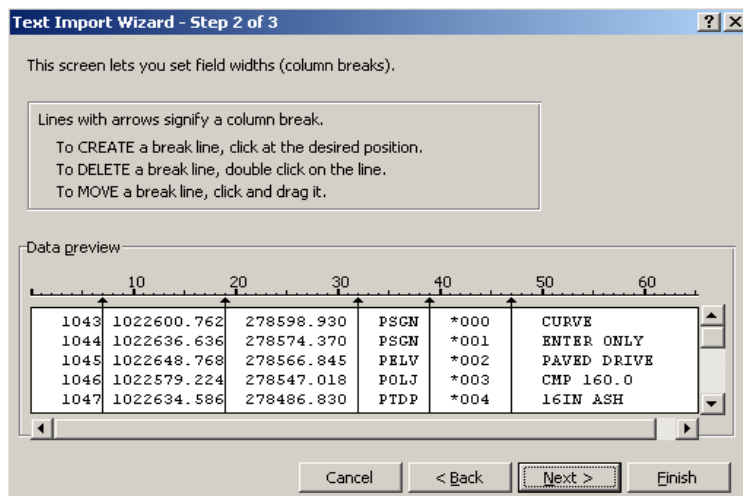 Text Import Wizard - Step 2 of 3
This screen lets you set field widths (column breaks).
Lines with arrows signify a column break.
To CREATE a break line, click at the desired position.
To DELETE a break line, double click on the line.
To MOVE a break line, click and drag it.
Data preview
10 20 30 40 50 60
1043 1022600.762 278598.930 PSGN *000 CURVE
1044 1022636.636 278574.370 PSGN *001 ENTER ONLY
1045 1022648.768 278566.845 PELV *002 PAVED DRIVE
1046 1022579.224 278547.018 POLJ *003 CMP 160.0
1047 1022634.586 278486.830 PTDP *004 16IN ASH
Cancel < Back Next > Finish